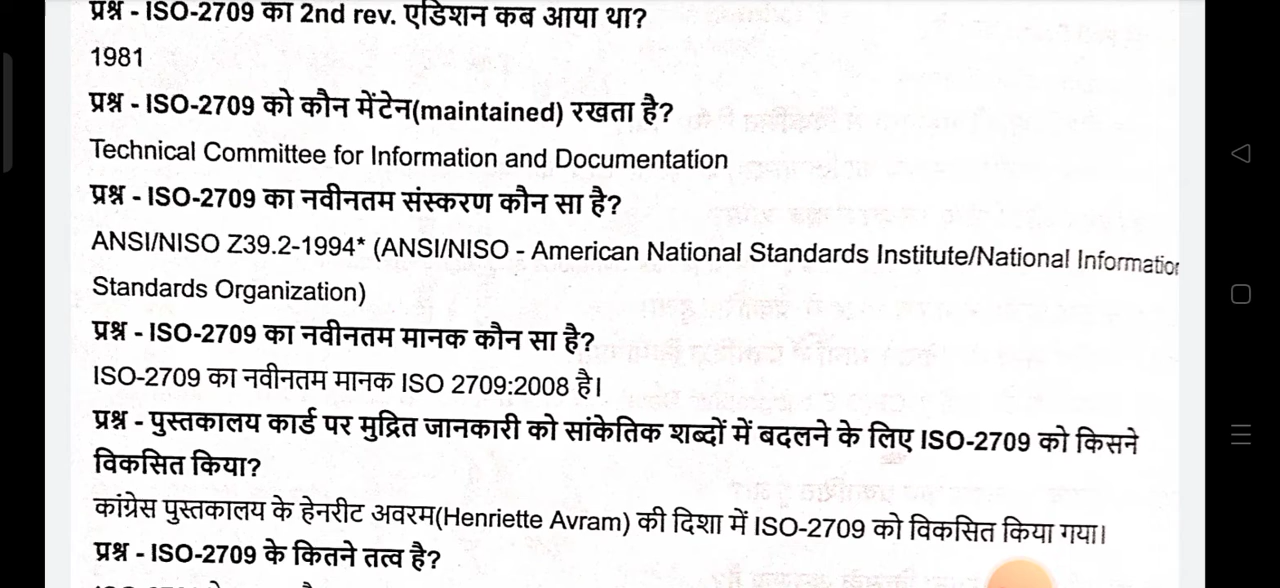 प्रश्न - ISO-2709 का 2nd rev. एडिशन कब आया था?
1981
प्रश्न - ISO-2709 को कौन मेंटेन(maintained) रखता है?
Technical Committee for Information and Documentation
प्रश्न - ISO-2709 का नवीनतम संस्करण कौन सा है?
ANSI/NISO Z39.2-1994* (ANSI/NISO - American National Standards Institute/National Information
Standards Organization)
प्रश्न - ISO-2709 का नवीनतम मानक कौन सा है?
ISO-2709 का नवीनतम मानक ISO 2709:2008 है।
प्रश्न - पुस्तकालय कार्ड पर मुद्रित जानकारी को सांकेतिक शब्दों में बदलने के लिए ISO-2709 को किसने
विकसित किया?
कांग्रेस पुस्तकालय के हेनरीट अवरम(Henriette Avram) की दिशा में ISO-2709 को विकसित किया गया।
प्रश्न - ISO-2709 के कितने तत्व है?